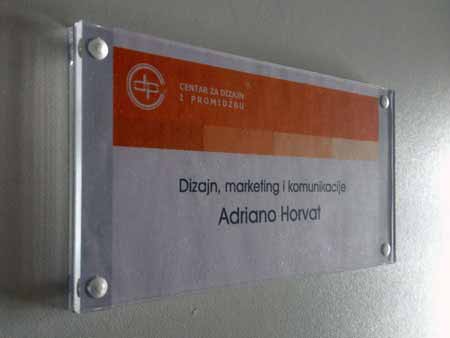 CENTAR ZA DIZAJN
I PROMIDŽBU
Dizajn, marketing i komunikacije
Adriano Horvat